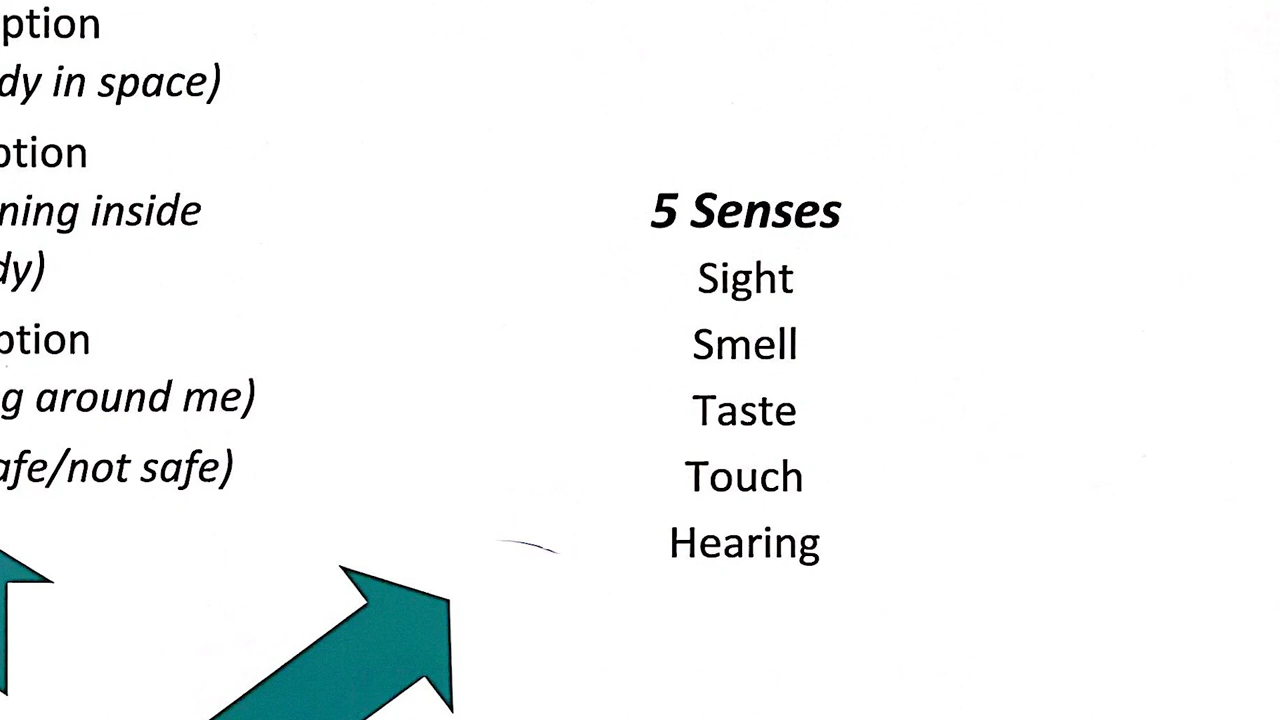 ption
dy in space)
ption
ning inside
dy)
ption
g around me)
afe/not safe)
5 Senses
Sight
Smell
Taste
Touch
Hearing